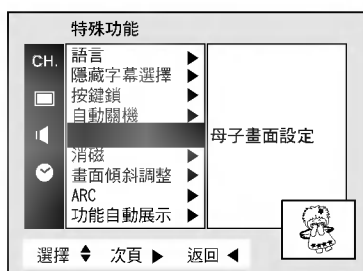 特殊功能
CH.
語言 ▶
隱藏字幕選擇 ▶
按鍵鎖 ▶
自動關機 ▶
母子畫面設定
消磁 ▶
畫面傾斜調整 ▶
ARC ▶
功能自動展示 ▶
選擇 ♦ 次頁 ▶ 返回 ◀